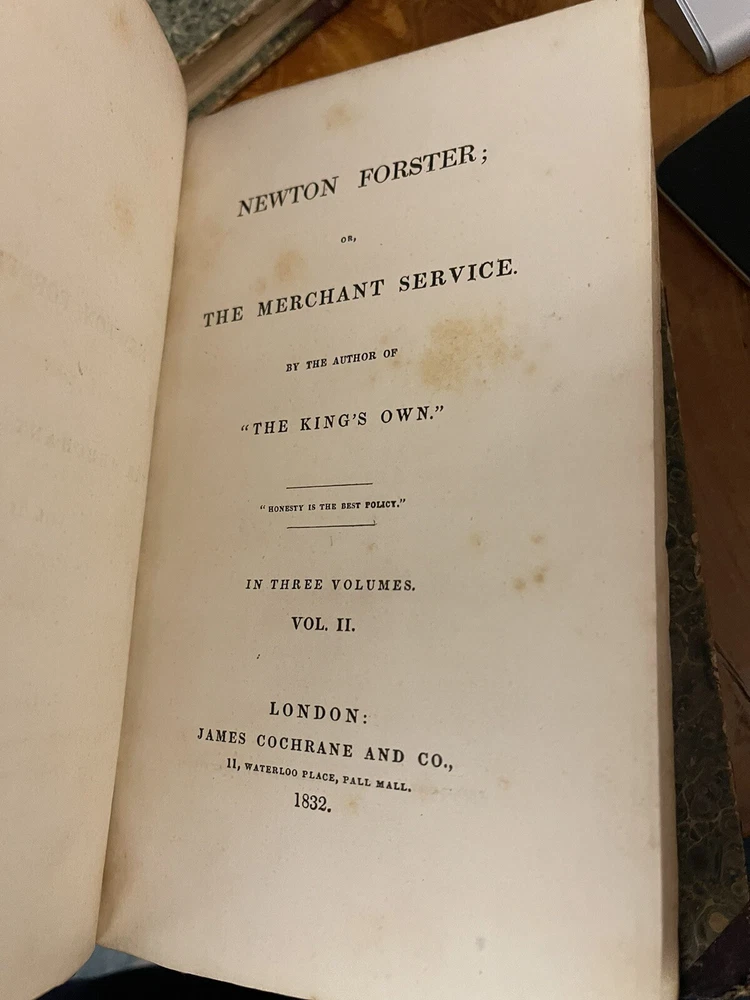 NEWTON FORSTER;
OR,
THE MERCHANT SERVICE.
BY THE AUTHOR OF
"THE KING'S OWN."
"HONESTY IS THE BEST POLICY."
IN THREE VOLUMES.
VOL. II.
LONDON:
JAMES COCHRANE AND CO.,
11, WATERLOO PLACE, PALL MALL.
1832.